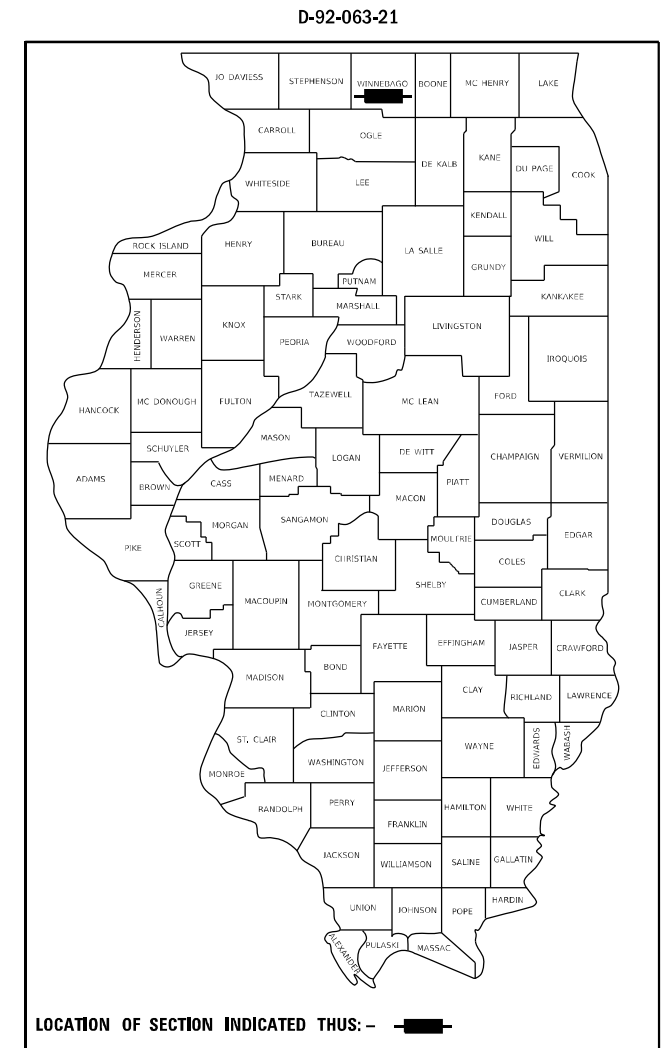 D-92-063-21
JO DAVIESS
STEPHENSON
WINNEBAGO
BOONE
MC HENRY
LAKE
CARROLL
OGLE
DE KALB
KANE
DU PAGE
COOK
WHITESIDE
LEE
KENDALL
ROCK ISLAND
HENRY
BUREAU
LA SALLE
WILL
GRUNDY
MERCER
PUTNAM
STARK
MARSHALL
KANKAKEE
HENDERSON
WARREN
KNOX
PEORIA
WOODFORD
LIVINGSTON
IROQUOIS
HANCOCK
MC DONOUGH
FULTON
TAZEWELL
MC LEAN
FORD
SCHUYLER
MASON
LOGAN
DE WITT
CHAMPAIGN
VERMILION
ADAMS
BROWN
CASS
MENARD
MACON
PIATT
PIKE
SCOTT
MORGAN
SANGAMON
CHRISTIAN
MOULTRIE
DOUGLAS
EDGAR
COLES
CALHOUN
GREENE
MACOUPIN
MONTGOMERY
SHELBY
CUMBERLAND
CLARK
JERSEY
FAYETTE
EFFINGHAM
JASPER
CRAWFORD
MADISON
BOND
CLAY
RICHLAND
LAWRENCE
CLINTON
MARION
ST. CLAIR
WAYNE
EDWARDS
WABASH
MONROE
WASHINGTON
JEFFERSON
RANDOLPH
PERRY
HAMILTON
WHITE
FRANKLIN
JACKSON
WILLIAMSON
SALINE
GALLATIN
UNION
JOHNSON
POPE
HARDIN
ALEXANDER
PULASKI
MASSAC
LOCATION OF SECTION INDICATED THUS: –